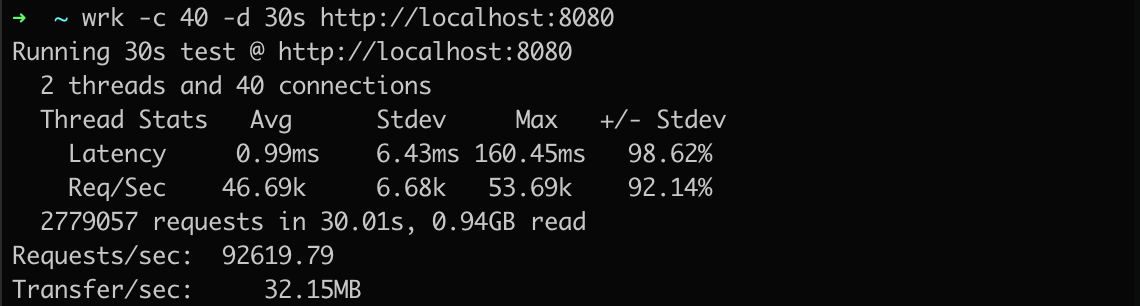 ➜ ~ wrk -c 40 -d 30s http://localhost:8080
Running 30s test @ http://localhost:8080
  2 threads and 40 connections
  Thread Stats   Avg      Stdev     Max   +/- Stdev
    Latency     0.99ms    6.43ms 160.45ms   98.62%
    Req/Sec    46.69k     6.68k   53.69k    92.14%
  2779057 requests in 30.01s, 0.94GB read
Requests/sec:  92619.79
Transfer/sec:     32.15MB